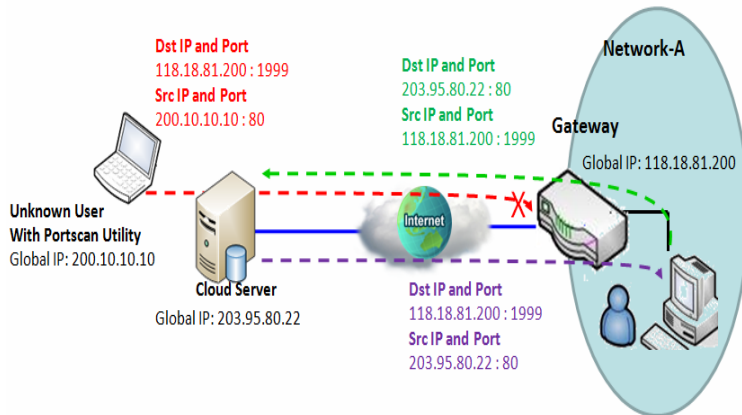 Dst IP and Port
118.18.81.200 : 1999
Src IP and Port
200.10.10.10 : 80
Dst IP and Port
203.95.80.22 : 80
Src IP and Port
118.18.81.200 : 1999
Network-A
Gateway
Global IP: 118.18.81.200
Unknown User
With Portscan Utility
Global IP: 200.10.10.10
Internet
Cloud Server
Global IP: 203.95.80.22
Dst IP and Port
118.18.81.200 : 1999
Src IP and Port
203.95.80.22 : 80